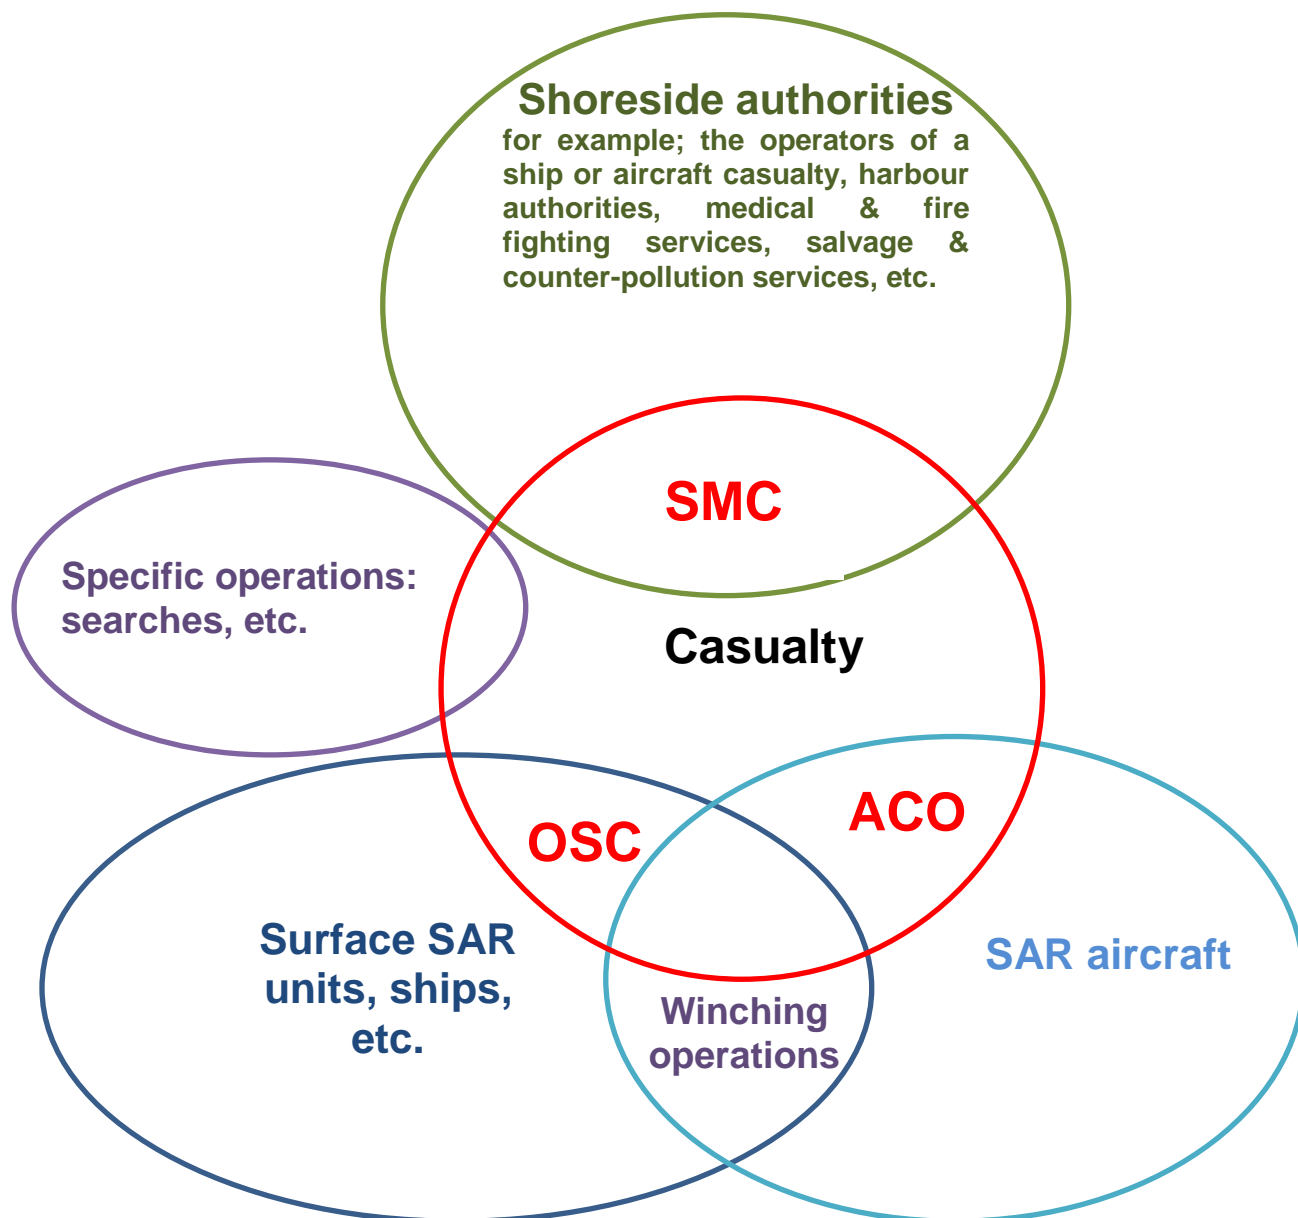 Shoreside authorities
for example; the operators of a
ship or aircraft casualty, harbour
authorities, medical & fire
fighting services, salvage &
counter-pollution services, etc.
SMC
Specific operations:
searches, etc.
Casualty
ACO
OSC
Surface SAR
units, ships,
etc.
SAR aircraft
Winching
operations